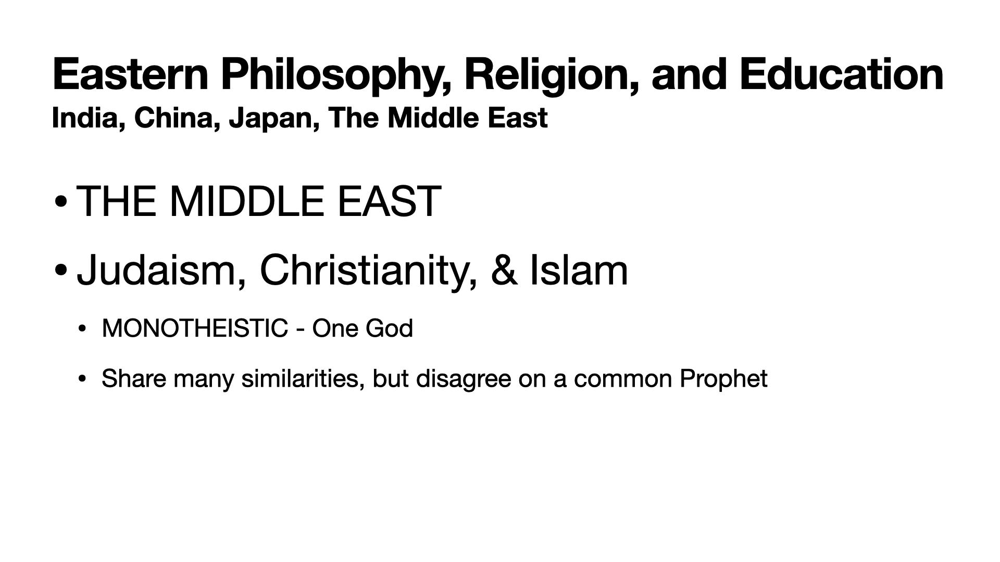 Eastern Philosophy, Religion, and Education
India, China, Japan, The Middle East
• THE MIDDLE EAST
• Judaism, Christianity, & Islam
• MONOTHEISTIC - One God
• Share many similarities, but disagree on a common Prophet